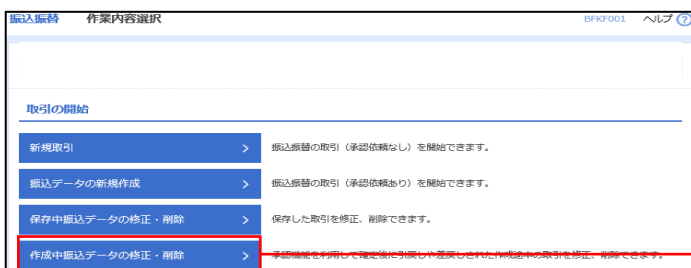 振込振替 作業内容選択 BFKF001 ヘルプ ?
取引の開始
新規取引 > 振込振替の取引（承認依頼なし）を開始できます。
振込データの新規作成 > 振込振替の取引（承認依頼あり）を開始できます。
保存中振込データの修正・削除 > 保存した取引を修正、削除できます。
作成中振込データの修正・削除 > 承認機能を利用して確定後に引戻しや差戻しされた作成途中の取引を修正、削除できます。